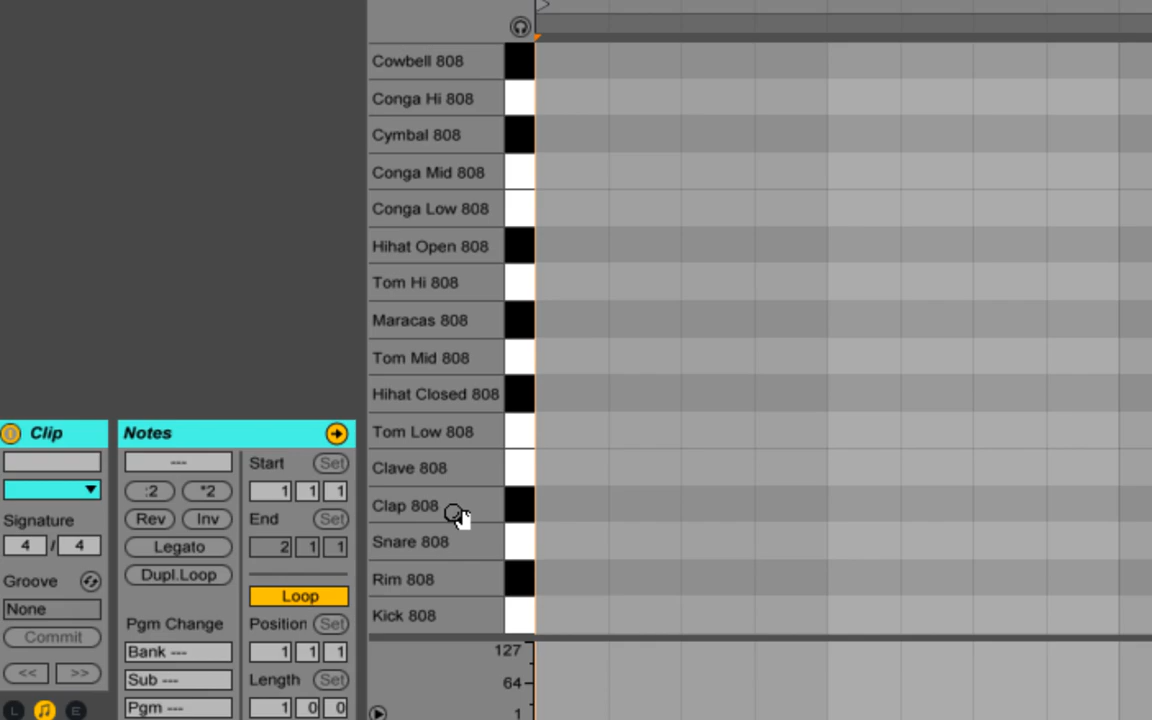 Cowbell 808
Conga Hi 808
Cymbal 808
Conga Mid 808
Conga Low 808
Hihat Open 808
Tom Hi 808
Maracas 808
Tom Mid 808
Hihat Closed 808
Tom Low 808
Clave 808
Clap 808
Snare 808
Rim 808
Kick 808
127
64
1
Clip
Signature
4 / 4
Groove
None
Commit
<< >>
L E
Notes
---
:2 *2
Rev Inv
Legato
Dupl.Loop
Pgm Change
Bank ---
Sub ---
Pgm ---
Start Set
1 1 1
End Set
2 1 1
Loop
Position Set
1 1 1
Length Set
1 0 0